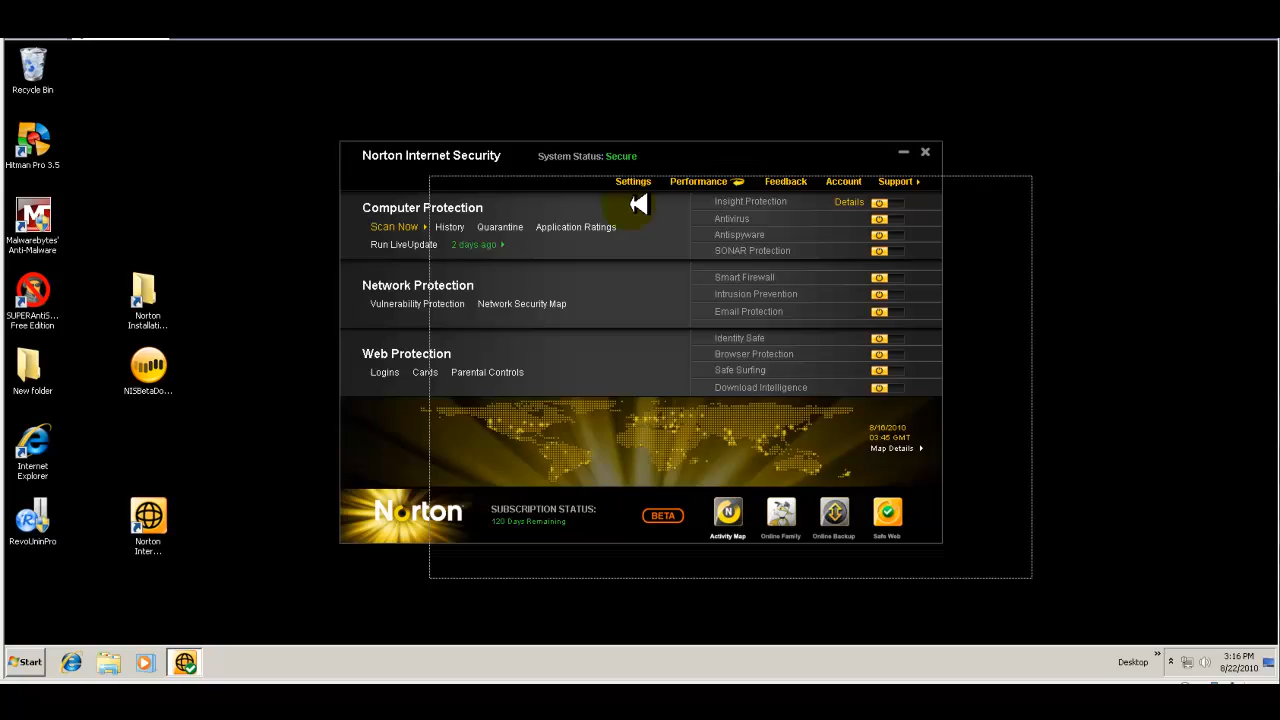 Recycle Bin
Hitman Pro 3.5
Malwarebytes'
Anti-Malware
SUPERAntiS...
Free Edition
New folder
Internet
Explorer
RevoUninPro
Norton
Installati...
NISBetaDo...
Norton
Inter...
Norton Internet Security
System Status: Secure
Settings Performance Feedback Account Support
Computer Protection
Scan Now History Quarantine Application Ratings
Run LiveUpdate 2 days ago
Insight Protection Details
Antivirus
Antispyware
SONAR Protection
Network Protection
Vulnerability Protection Network Security Map
Smart Firewall
Intrusion Prevention
Email Protection
Web Protection
Logins Cards Parental Controls
Identity Safe
Browser Protection
Safe Surfing
Download Intelligence
8/16/2010
03:45 GMT
Map Details
Norton
SUBSCRIPTION STATUS:
120 Days Remaining
BETA
Activity Map Online Family Online Backup Safe Web
Start
Desktop
3:16 PM
8/22/2010